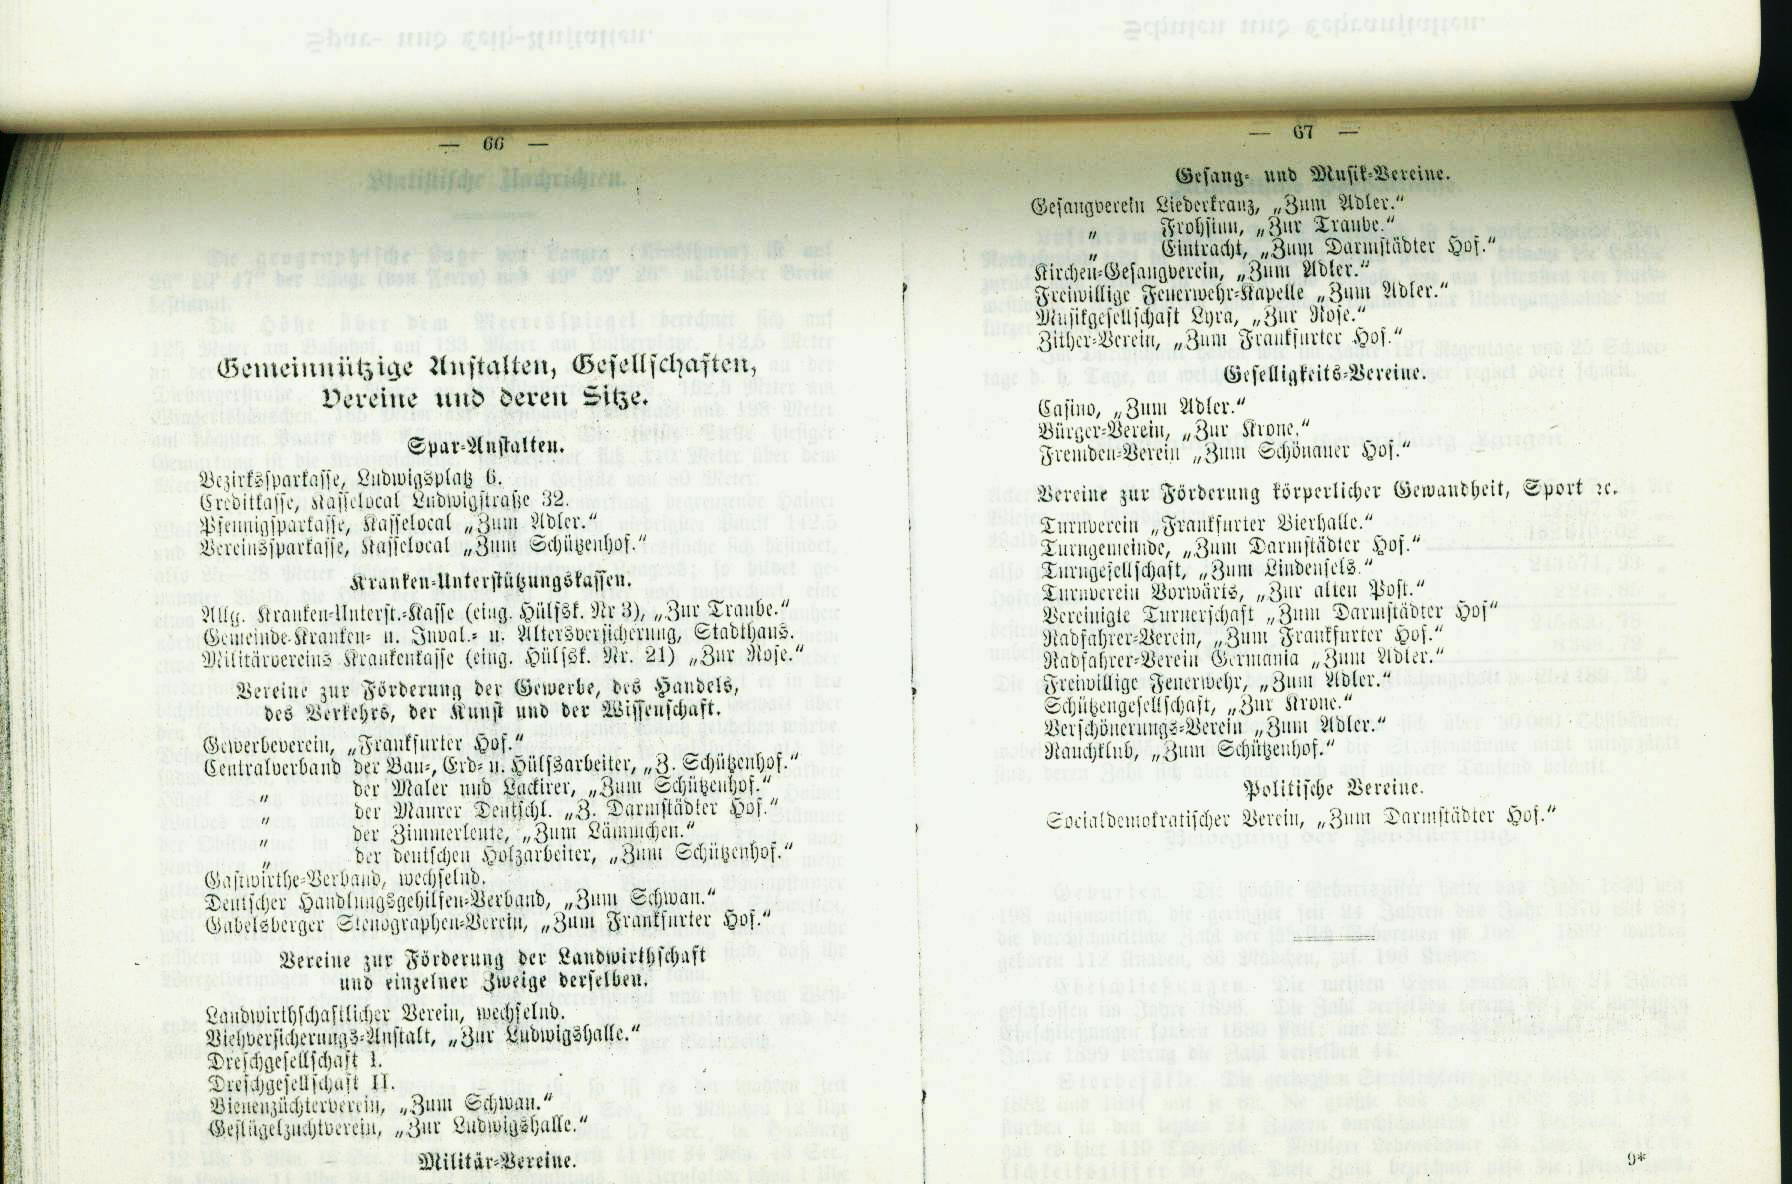 — 66 —
Gemeinnützige Anstalten, Gesellschaften,
Vereine und deren Sitze.
Spar-Anstalten.
Bezirkssparkasse, Ludwigsplatz 6.
Creditkasse, Kasselocal Ludwigstraße 32.
Pfennigsparkasse, Kasselocal „Zum Adler.“
Vereinssparkasse, Kasselocal „Zum Schützenhof.“
Kranken-Unterstützungskassen.
Allg. Kranken-Unterst.-Kasse (eing. Hülfsk. Nr 3), „Zur Traube.“
Gemeinde-Kranken- u. Inval.- u. Altersversicherung, Stadthaus.
Militärvereins Krankenkasse (eing. Hülfsk. Nr. 21) „Zur Rose.“
Vereine zur Förderung der Gewerbe, des Handels,
des Verkehrs, der Kunst und der Wissenschaft.
Gewerbeverein, „Frankfurter Hof.“
Centralverband der Bau-, Erd- u. Hülfsarbeiter, „Z. Schützenhof.“
„ der Maler und Lackirer, „Zum Schützenhof.“
„ der Maurer Deutschl. „Z. Darmstädter Hof.“
„ der Zimmerleute, „Zum Lämmchen.“
„ der deutschen Holzarbeiter, „Zum Schützenhof.“
Gastwirthe-Verband, wechselnd.
Deutscher Handlungsgehilfen-Verband, „Zum Schwan.“
Gabelsberger Stenographen-Verein, „Zum Frankfurter Hof.“
Vereine zur Förderung der Landwirthschaft
und einzelner Zweige derselben.
Landwirthschaftlicher Verein, wechselnd.
Viehversicherungs-Anstalt, „Zur Ludwigshalle.“
Dreschgesellschaft I.
Dreschgesellschaft II.
Bienenzüchterverein, „Zum Schwan.“
Geflügelzuchtverein, „Zur Ludwigshalle.“
Militär-Vereine.
— 67 —
Gesang- und Musik-Vereine.
Gesangverein Liederkranz, „Zum Adler.“
„ Frohsinn, „Zur Traube.“
„ Eintracht, „Zum Darmstädter Hof.“
Kirchen-Gesangverein, „Zum Adler.“
Freiwillige Feuerwehr-Kapelle „Zum Adler.“
Musikgesellschaft Lyra, „Zur Rose.“
Zither-Verein, „Zum Frankfurter Hof.“
Geselligkeits-Vereine.
Casino, „Zum Adler.“
Bürger-Verein, „Zur Krone.“
Fremden-Verein „Zum Schönauer Hof.“
Vereine zur Förderung körperlicher Gewandheit, Sport ꝛc.
Turnverein „Frankfurter Bierhalle.“
Turngemeinde, „Zum Darmstädter Hof.“
Turngesellschaft, „Zum Lindenfels.“
Turnverein Vorwärts, „Zur alten Post.“
Vereinigte Turnerschaft „Zum Darmstädter Hof“
Radfahrer-Verein, „Zum Frankfurter Hof.“
Radfahrer-Verein Germania „Zum Adler.“
Freiwillige Feuerwehr, „Zum Adler.“
Schützengesellschaft, „Zur Krone.“
Verschönerungs-Verein „Zum Adler.“
Rauchklub, „Zum Schützenhof.“
Politische Vereine.
Socialdemokratischer Verein, „Zum Darmstädter Hof.“
9*